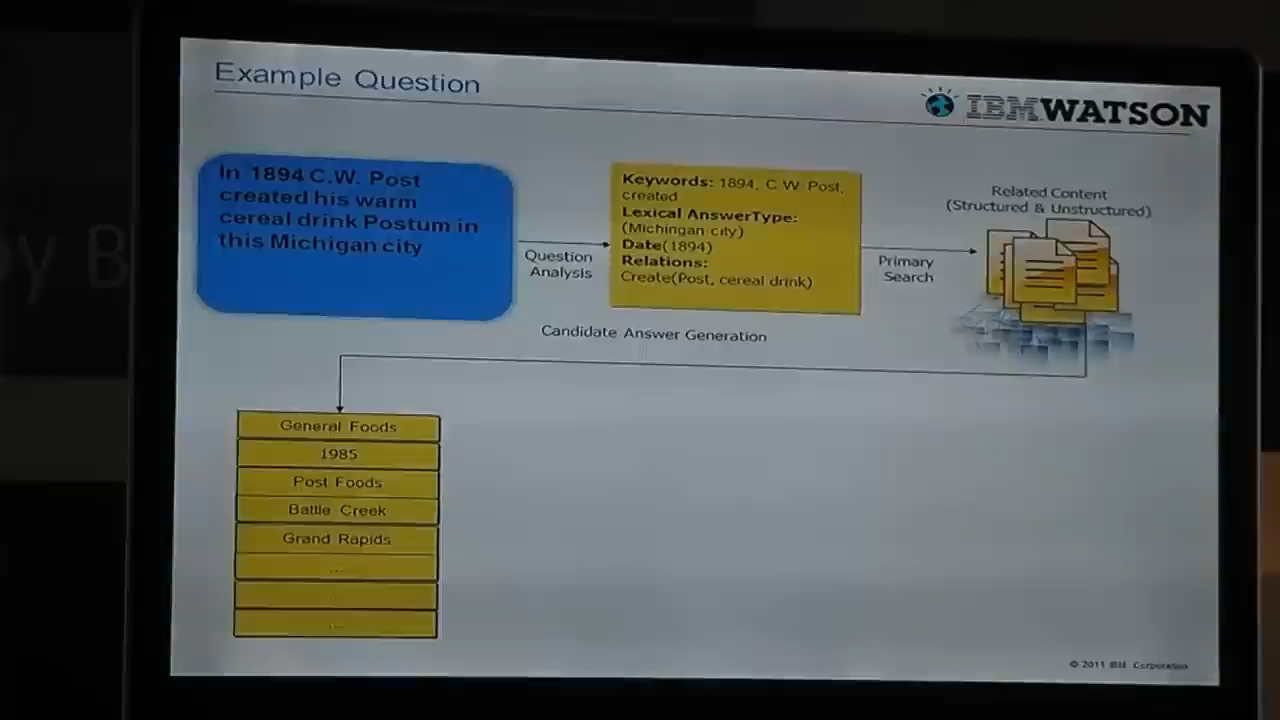 Example Question
IBM WATSON
In 1894 C.W. Post
created his warm
cereal drink Postum in
this Michigan city
Question
Analysis
Keywords: 1894, C.W. Post,
created
Lexical AnswerType:
(Michingan city)
Date(1894)
Relations:
Create(Post, cereal drink)
Primary
Search
Related Content
(Structured & Unstructured)
Candidate Answer Generation
General Foods
1985
Post Foods
Battle Creek
Grand Rapids
...
...
© 2011 IBM Corporation
y B